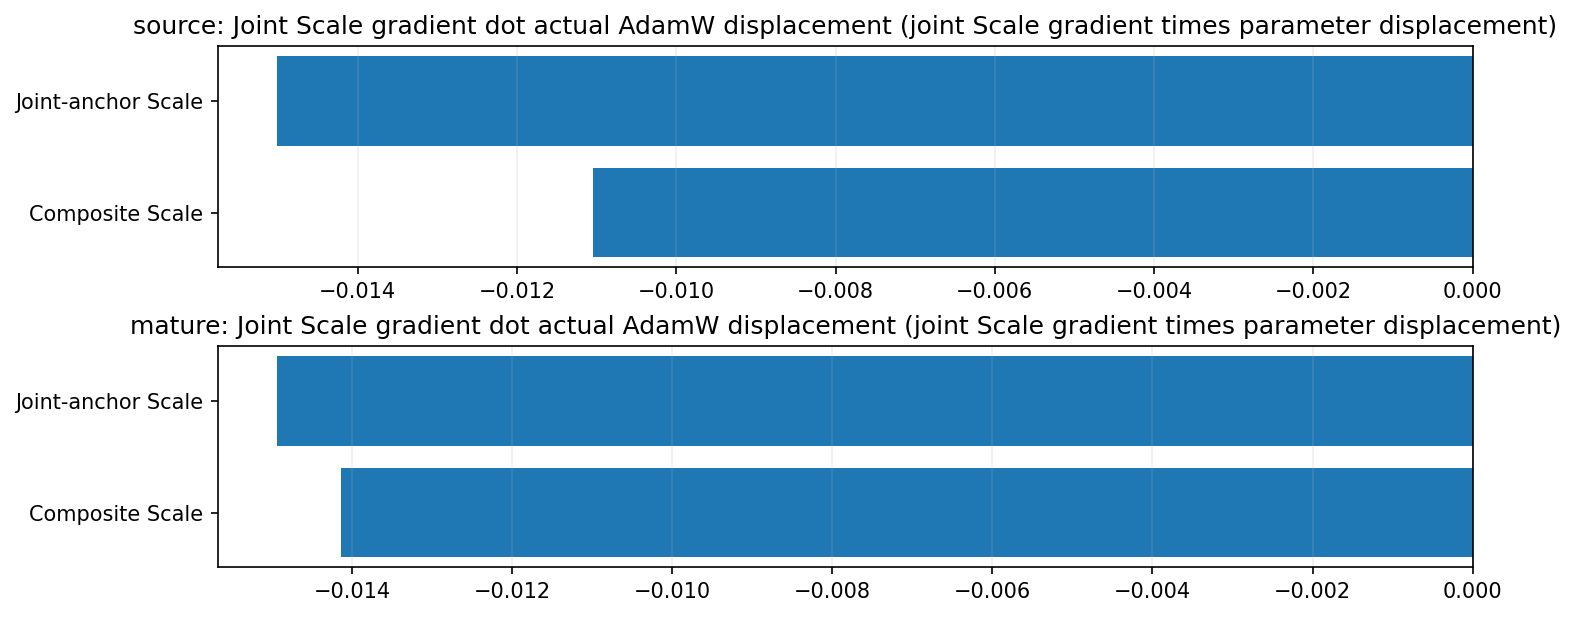 source: Joint Scale gradient dot actual AdamW displacement (joint Scale gradient times parameter displacement)
Joint-anchor Scale
Composite Scale
−0.014 −0.012 −0.010 −0.008 −0.006 −0.004 −0.002 0.000
mature: Joint Scale gradient dot actual AdamW displacement (joint Scale gradient times parameter displacement)
Joint-anchor Scale
Composite Scale
−0.014 −0.012 −0.010 −0.008 −0.006 −0.004 −0.002 0.000